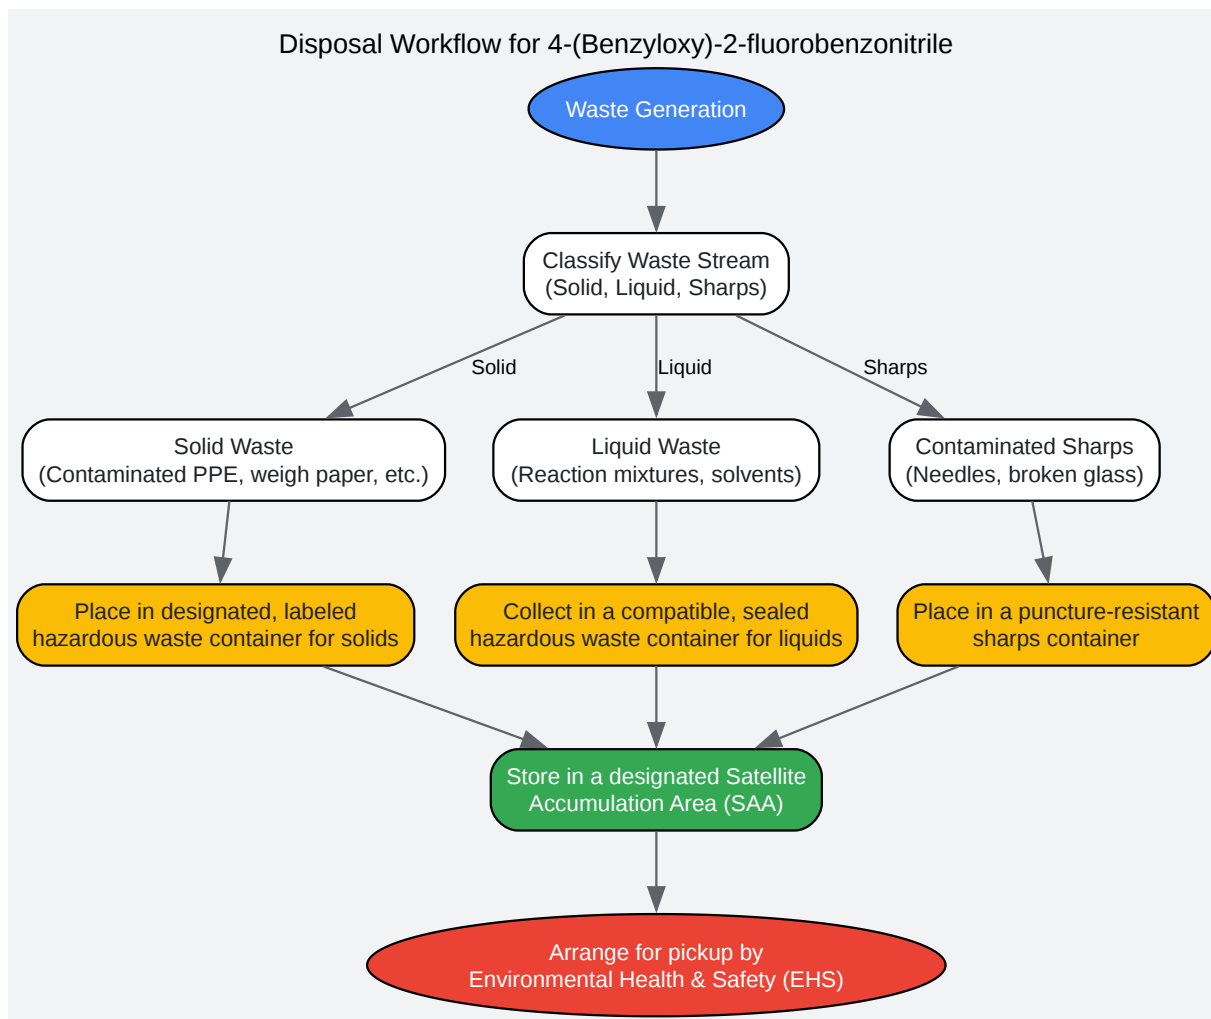 Disposal Workflow for 4-(Benzyloxy)-2-fluorobenzonitrile
Waste Generation
Classify Waste Stream
(Solid, Liquid, Sharps)
Solid
Liquid
Sharps
Solid Waste
(Contaminated PPE, weigh paper, etc.)
Liquid Waste
(Reaction mixtures, solvents)
Contaminated Sharps
(Needles, broken glass)
Place in designated, labeled
hazardous waste container for solids
Collect in a compatible, sealed
hazardous waste container for liquids
Place in a puncture-resistant
sharps container
Store in a designated Satellite
Accumulation Area (SAA)
Arrange for pickup by
Environmental Health & Safety (EHS)